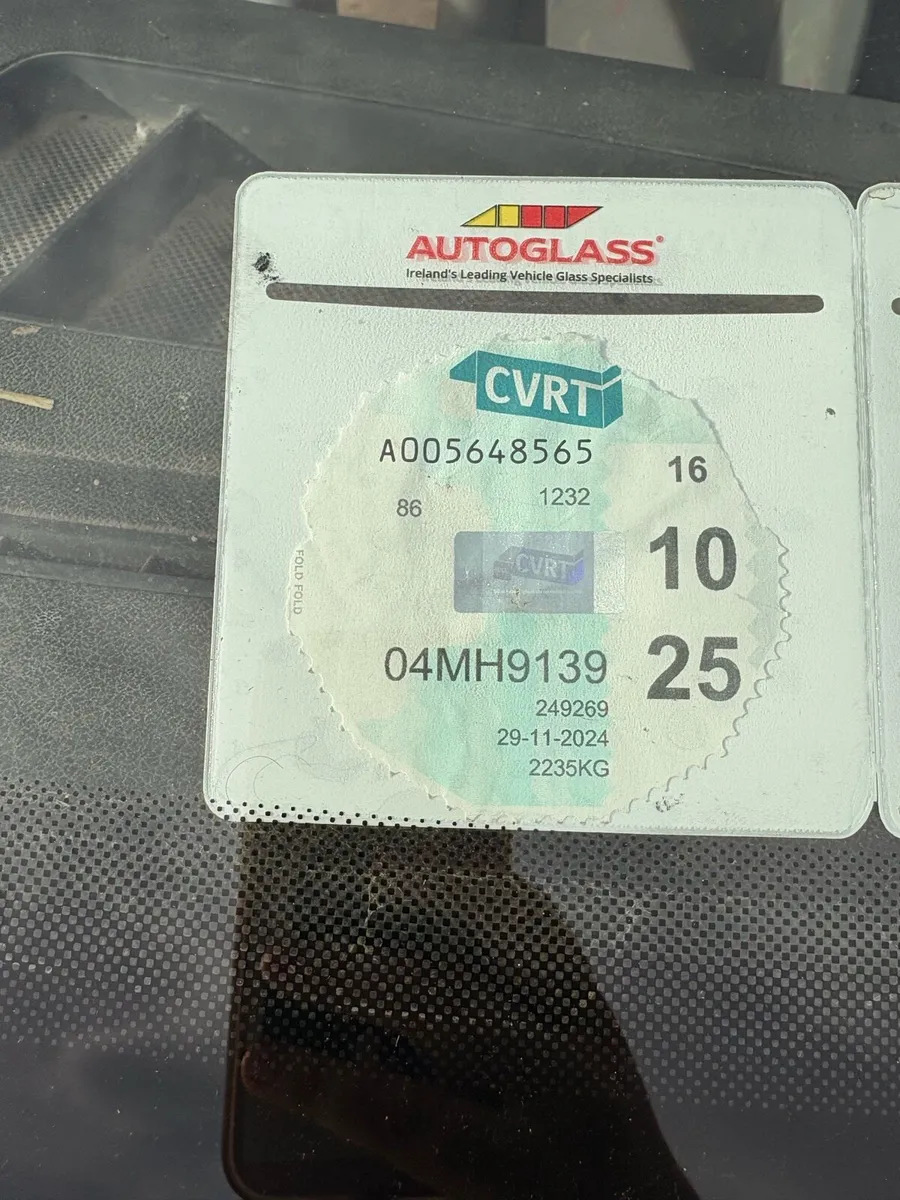 AUTOGLASS®
Ireland's Leading Vehicle Glass Specialists
CVRT
A005648565
16
86
1232
10
CVRT
FOLD FOLD
04MH9139
25
249269
29-11-2024
2235KG